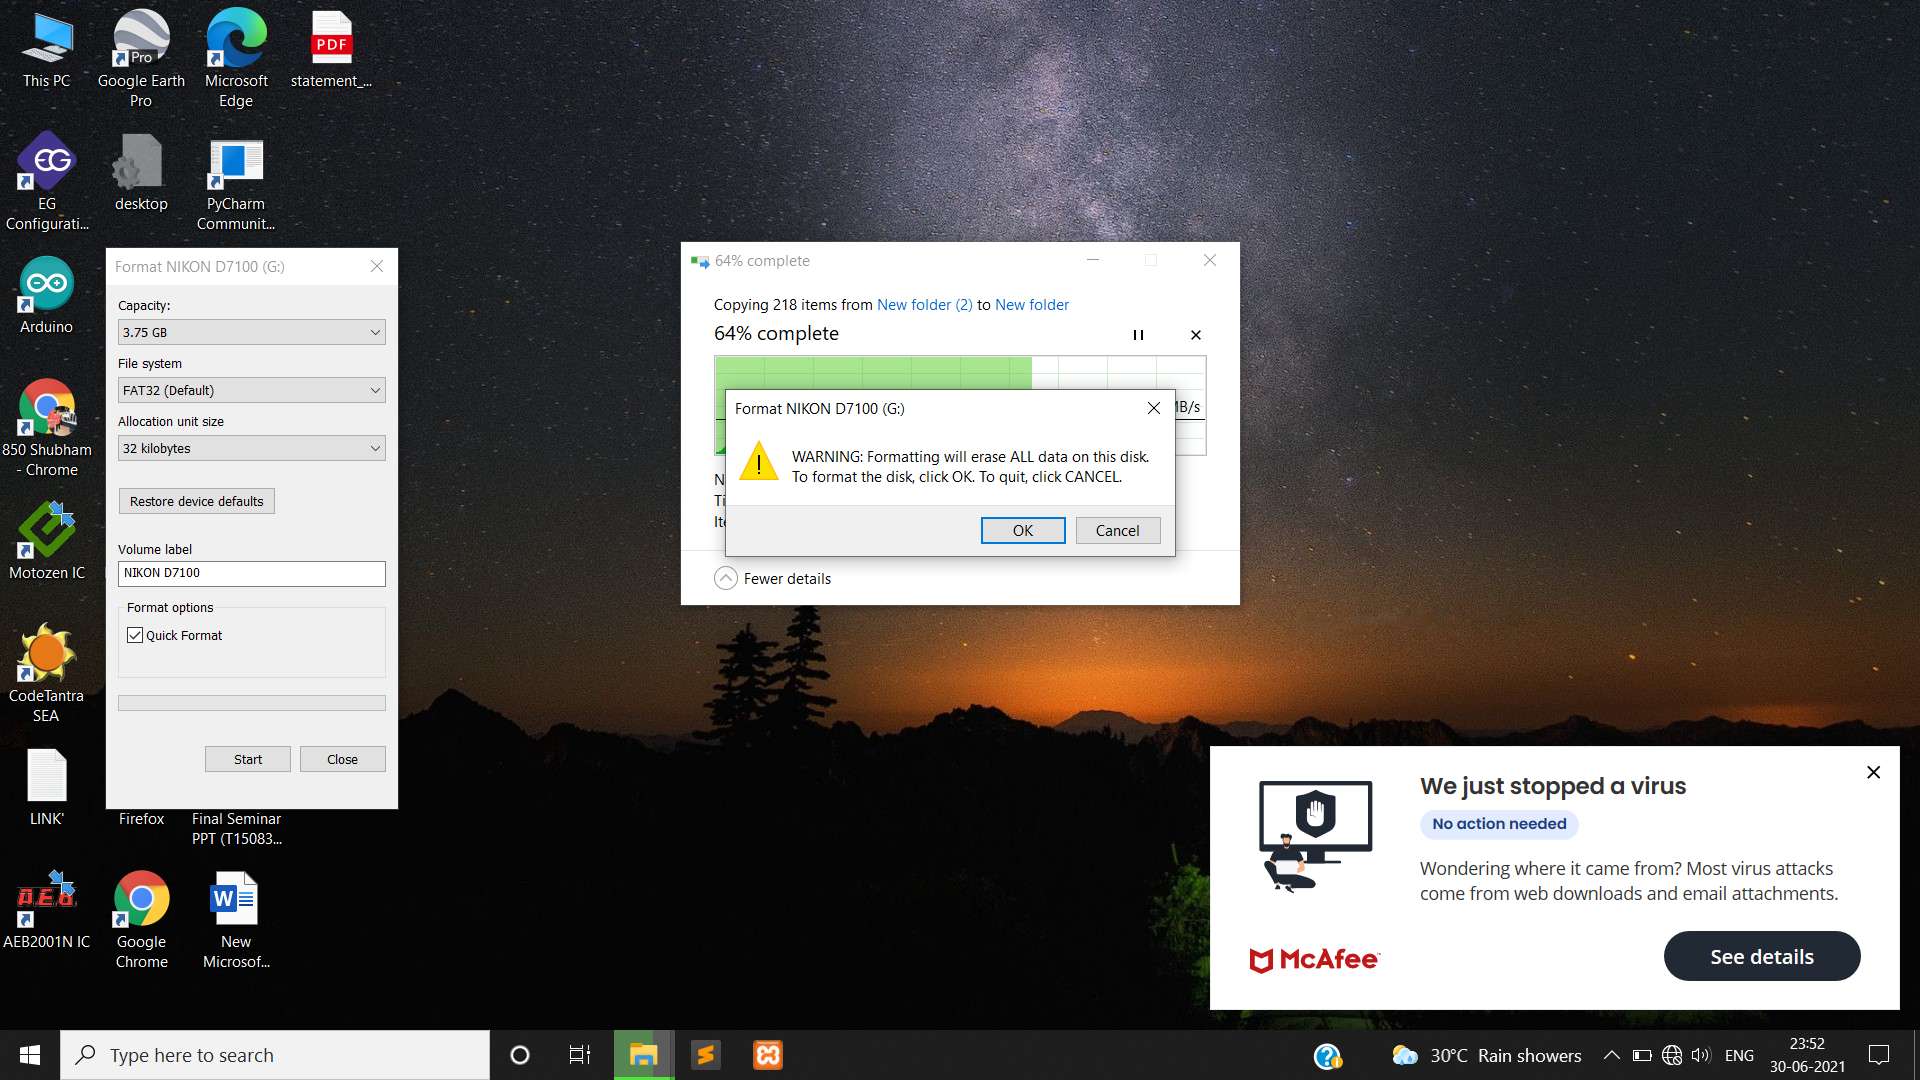 This PC
Google Earth
Pro
Pro
Microsoft
Edge
PDF
statement_...
EG
EG
Configurati...
desktop
PyCharm
Communit...
Arduino
850 Shubham
- Chrome
Motozen IC
CodeTantra
SEA
LINK'
Firefox
Final Seminar
PPT (T15083...
AEB2001N IC
Google
Chrome
W
New
Microsof...
Format NIKON D7100 (G:)
Capacity:
3.75 GB
File system
FAT32 (Default)
Allocation unit size
32 kilobytes
Restore device defaults
Volume label
NIKON D7100
Format options
Quick Format
Start
Close
64% complete
Copying 218 items from New folder (2) to New folder
64% complete
MB/s
Format NIKON D7100 (G:)
WARNING: Formatting will erase ALL data on this disk.
To format the disk, click OK. To quit, click CANCEL.
OK
Cancel
Fewer details
We just stopped a virus
No action needed
Wondering where it came from? Most virus attacks
come from web downloads and email attachments.
McAfee
See details
Type here to search
30°C Rain showers
ENG
23:52
30-06-2021